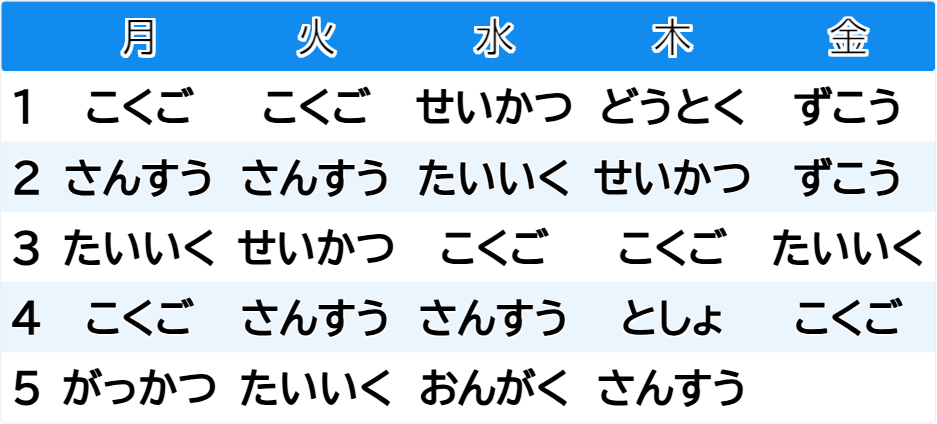 月 火 水 木 金
1 こくご こくご せいかつ どうとく ずこう
2 さんすう さんすう たいいく せいかつ ずこう
3 たいいく せいかつ こくご こくご たいいく
4 こくご さんすう さんすう としょ こくご
5 がっかつ たいいく おんがく さんすう